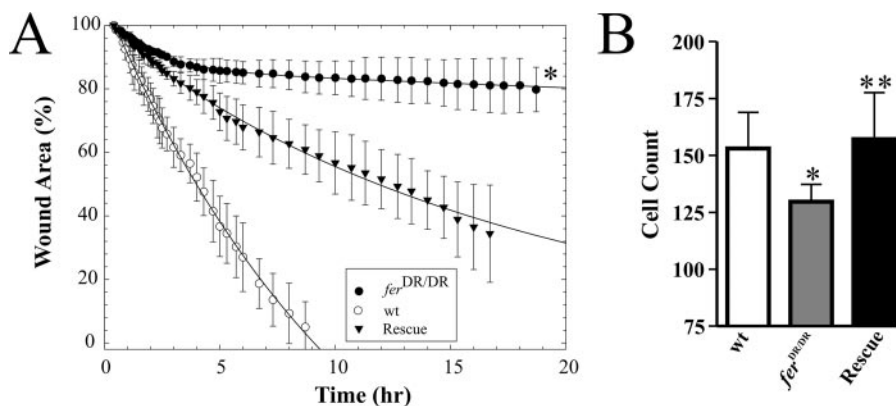 A
Wound Area (%)
100
80
60
40
20
0
*
fer DR/DR
wt
Rescue
0
5
10
15
20
Time (hr)
B
Cell Count
200
175
150
125
100
75
*
**
wt
fer DR/DR
Rescue